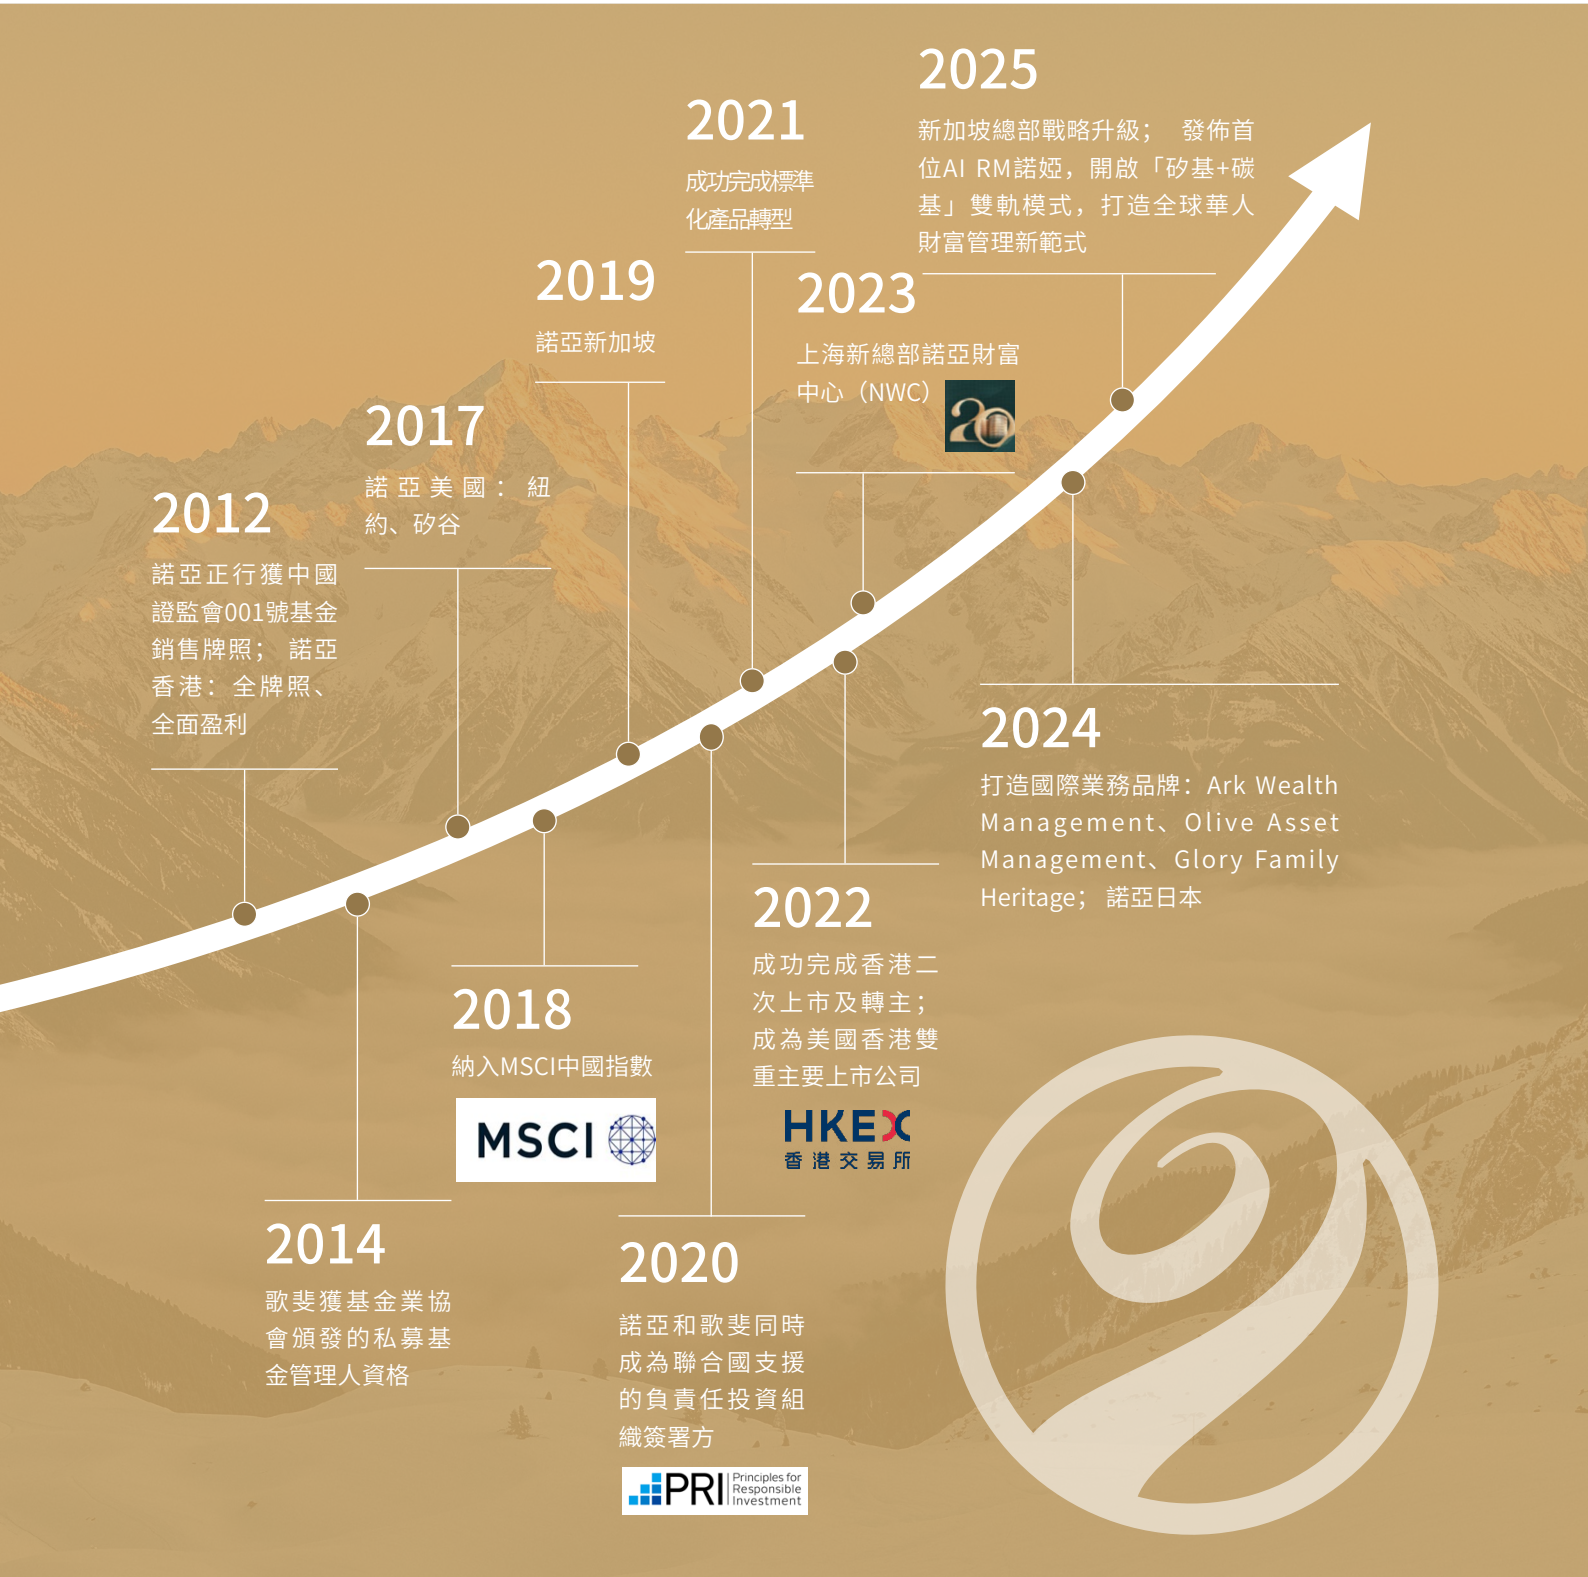 2012
諾亞正行獲中國
證監會001號基金
銷售牌照； 諾亞
香港：全牌照、
全面盈利
2014
歌斐獲基金業協
會頒發的私募基
金管理人資格
2017
諾亞美國：紐
約、矽谷
2018
納入MSCI中國指數
MSCI
2019
諾亞新加坡
2020
諾亞和歌斐同時
成為聯合國支援
的負責任投資組
織簽署方
PRI
Principles for
Responsible
Investment
2021
成功完成標準
化產品轉型
2022
成功完成香港二
次上市及轉主；
成為美國香港雙
重主要上市公司
HKEX
香港交易所
2023
上海新總部諾亞財富
中心（NWC）
20
2024
打造國際業務品牌：Ark Wealth
Management、Olive Asset
Management、Glory Family
Heritage； 諾亞日本
2025
新加坡總部戰略升級； 發佈首
位AI RM諾婭，開啟「矽基+碳
基」雙軌模式，打造全球華人
財富管理新範式